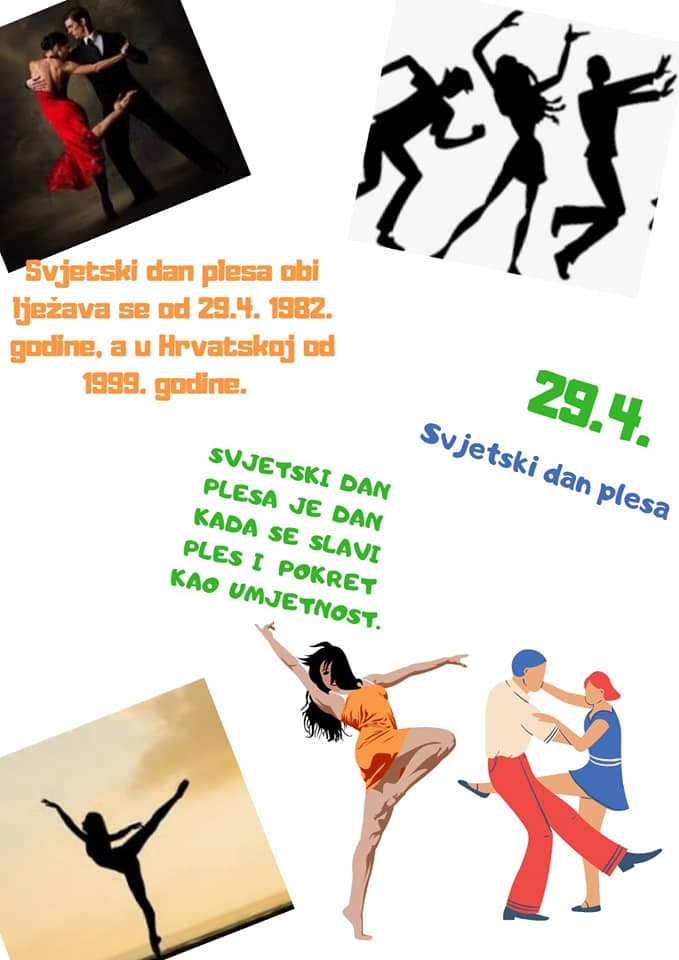 Svjetski dan plesa obi
lježava se od 29.4. 1982.
godine, a u Hrvatskoj od
1999. godine.
29.4.
Svjetski dan plesa
SVJETSKI DAN
PLESA JE DAN
KADA SE SLAVI
PLES I POKRET
KAO UMJETNOST.